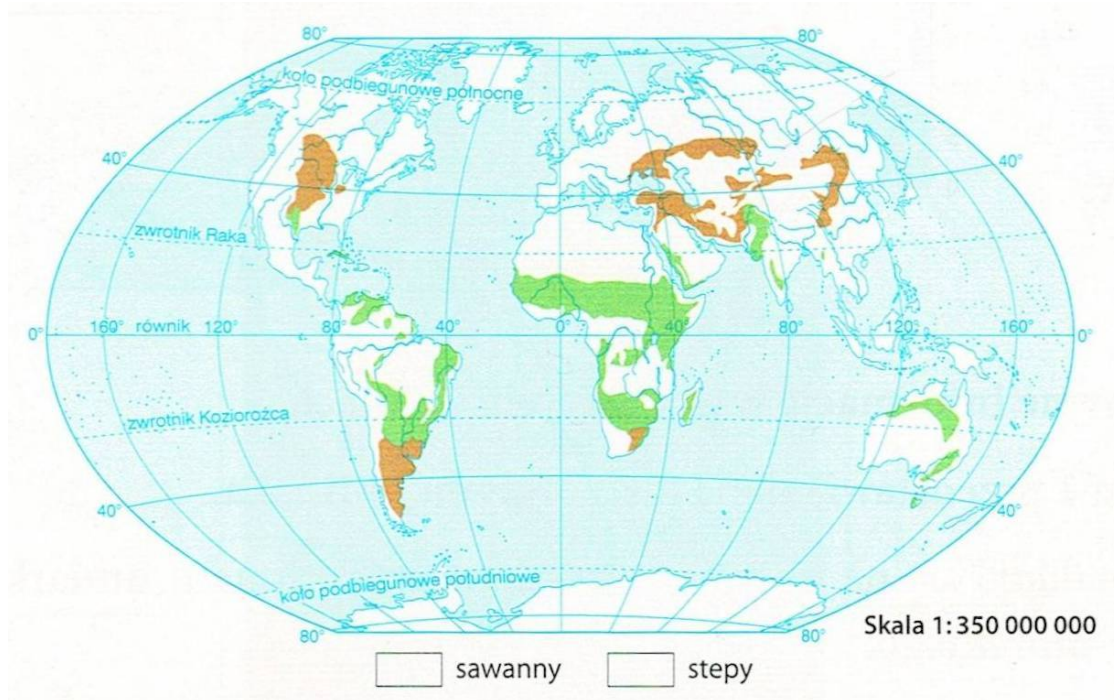 80° 80°
koło podbiegunowe północne
40° 40°
zwrotnik Raka
0° 160° równik 120° 80° 40° 0° 40° 80° 120° 160° 0°
zwrotnik Koziorożca
40° 40°
koło podbiegunowe południowe
80° 80°
Skala 1:350 000 000
sawanny stepy